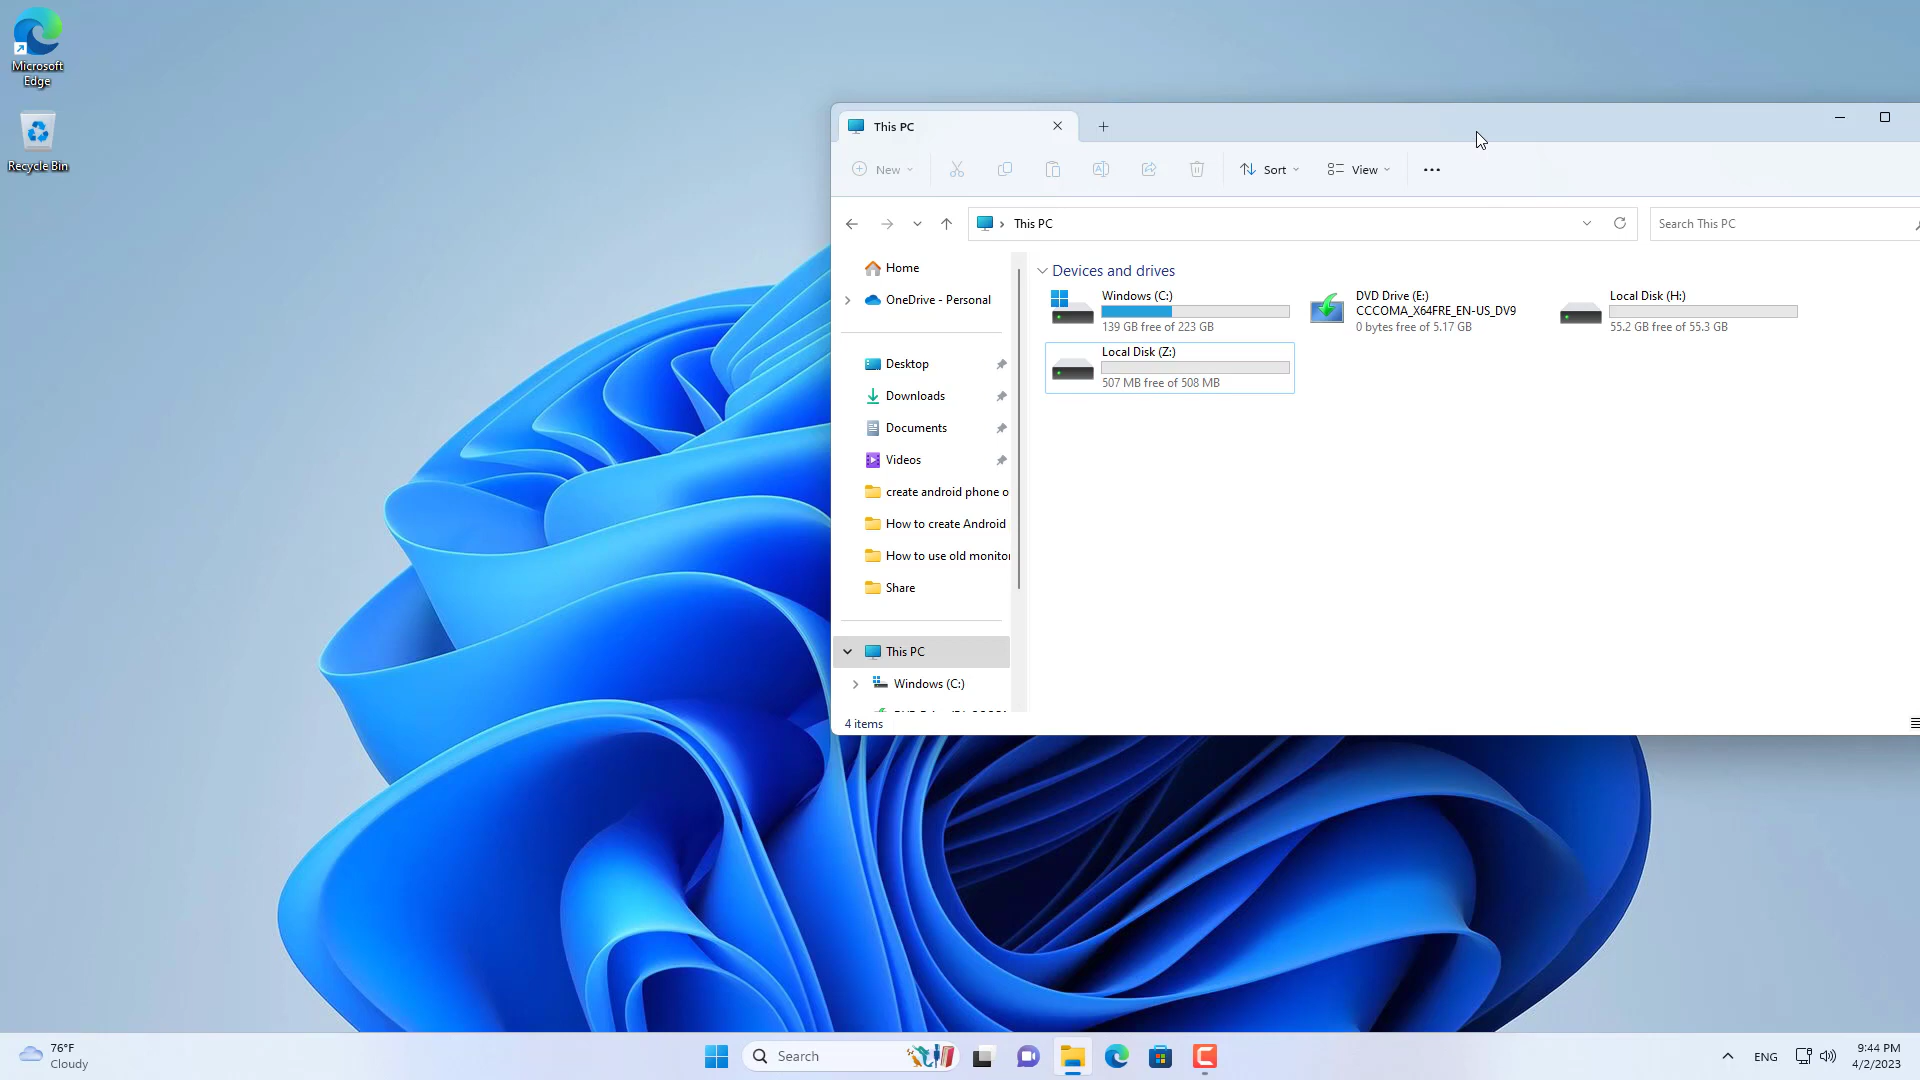 Microsoft
Edge
Recycle Bin
This PC
New
Sort
View
This PC
Search This PC
Home
OneDrive - Personal
Desktop
Downloads
Documents
Videos
create android phone o
How to create Android
How to use old monitor
Share
This PC
Windows (C:)
Devices and drives
Windows (C:)
139 GB free of 223 GB
DVD Drive (E:)
CCCOMA_X64FRE_EN-US_DV9
0 bytes free of 5.17 GB
Local Disk (H:)
55.2 GB free of 55.3 GB
Local Disk (Z:)
507 MB free of 508 MB
4 items
76°F
Cloudy
Search
ENG
9:44 PM
4/2/2023